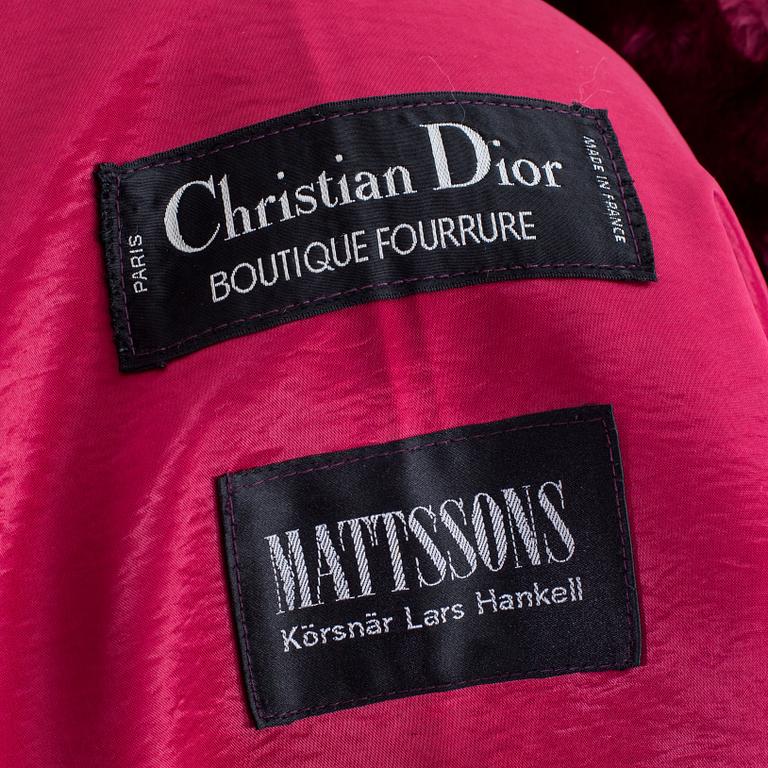 Christian Dior
BOUTIQUE FOURRURE
PARIS
MADE IN FRANCE
MATTSSONS
Körsnär Lars Hankell